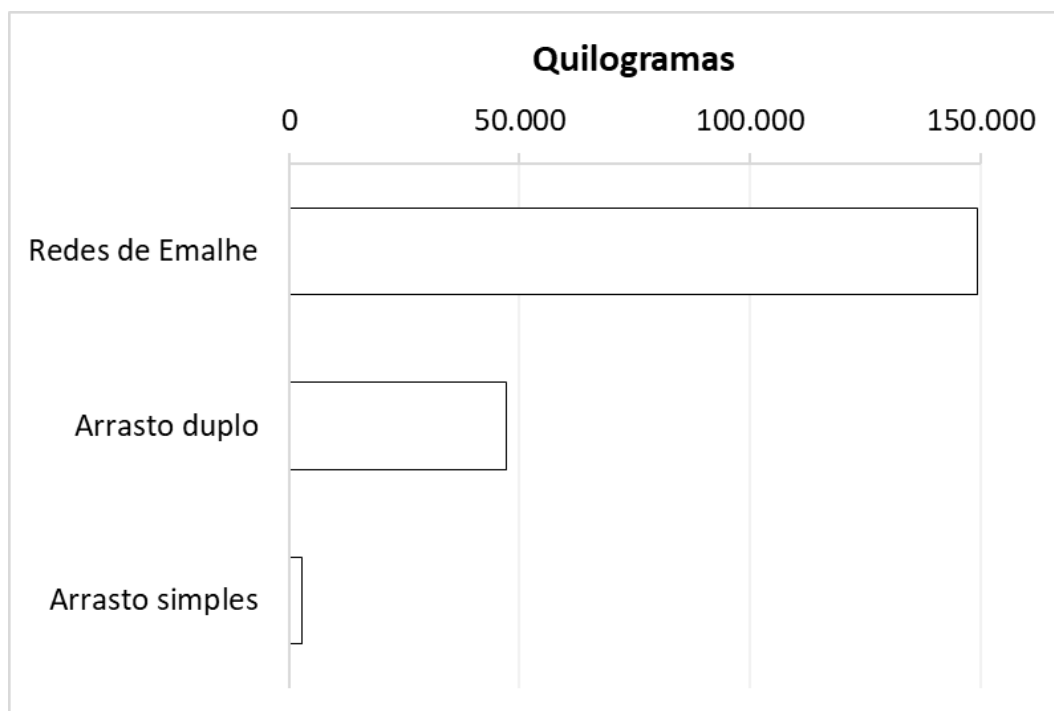 Quilogramas
0 50.000 100.000 150.000
Redes de Emalhe
Arrasto duplo
Arrasto simples